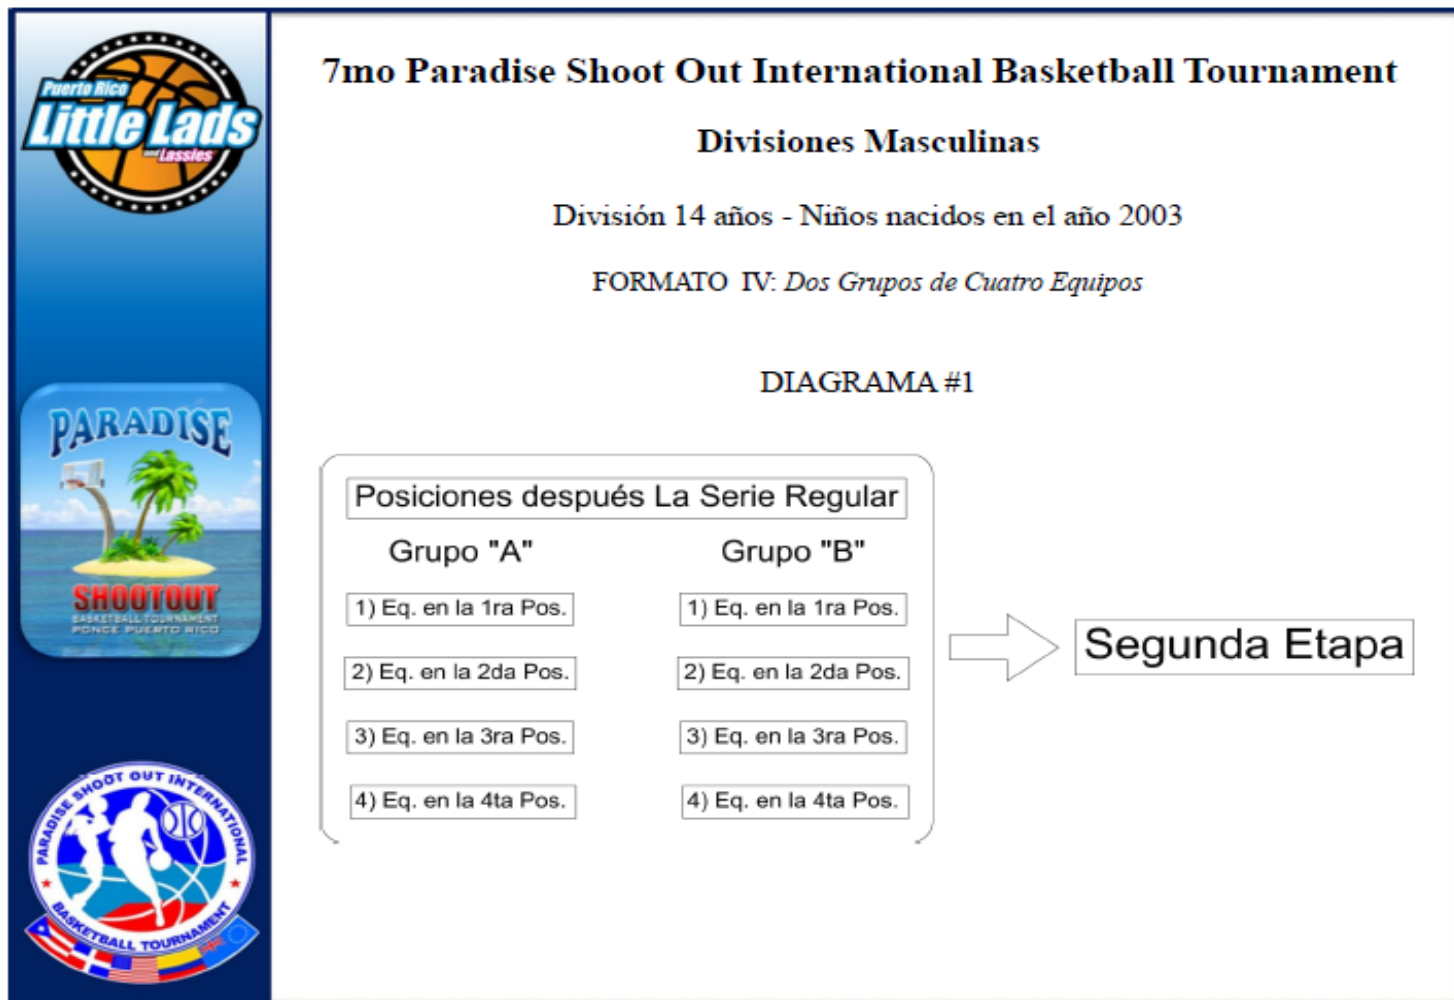 Puerto Rico
Little Lads
and Lassies
7mo Paradise Shoot Out International Basketball Tournament
Divisiones Masculinas
División 14 años - Niños nacidos en el año 2003
FORMATO IV: Dos Grupos de Cuatro Equipos
DIAGRAMA #1
PARADISE
SHOOTOUT
BASKETBALL TOURNAMENT
PONCE PUERTO RICO
Posiciones después La Serie Regular
Grupo "A" Grupo "B"
1) Eq. en la 1ra Pos. 1) Eq. en la 1ra Pos.
2) Eq. en la 2da Pos. 2) Eq. en la 2da Pos.
3) Eq. en la 3ra Pos. 3) Eq. en la 3ra Pos.
4) Eq. en la 4ta Pos. 4) Eq. en la 4ta Pos.
Segunda Etapa
PARADISE SHOOT OUT INTERNATIONAL
BASKETBALL TOURNAMENT